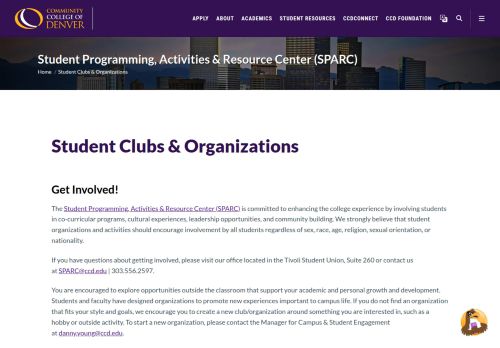 COMMUNITY
COLLEGE OF
DENVER
APPLY ABOUT ACADEMICS STUDENT RESOURCES CCDCONNECT CCD FOUNDATION
Student Programming, Activities & Resource Center (SPARC)
Home / Student Clubs & Organizations
Student Clubs & Organizations
Get Involved!
The Student Programming, Activities & Resource Center (SPARC) is committed to enhancing the college experience by involving students
in co-curricular programs, cultural experiences, leadership opportunities, and community building. We strongly believe that student
organizations and activities should encourage involvement by all students regardless of sex, race, age, religion, sexual orientation, or
nationality.
If you have questions about getting involved, please visit our office located in the Tivoli Student Union, Suite 260 or contact us
at SPARC@ccd.edu | 303.556.2597.
You are encouraged to explore opportunities outside the classroom that support your academic and personal growth and development.
Students and faculty have designed organizations to promote new experiences important to campus life. If you do not find an organization
that fits your style and goals, we encourage you to create a new club/organization around something you are interested in, such as a
hobby or outside activity. To start a new organization, please contact the Manager for Campus & Student Engagement
at danny.young@ccd.edu.